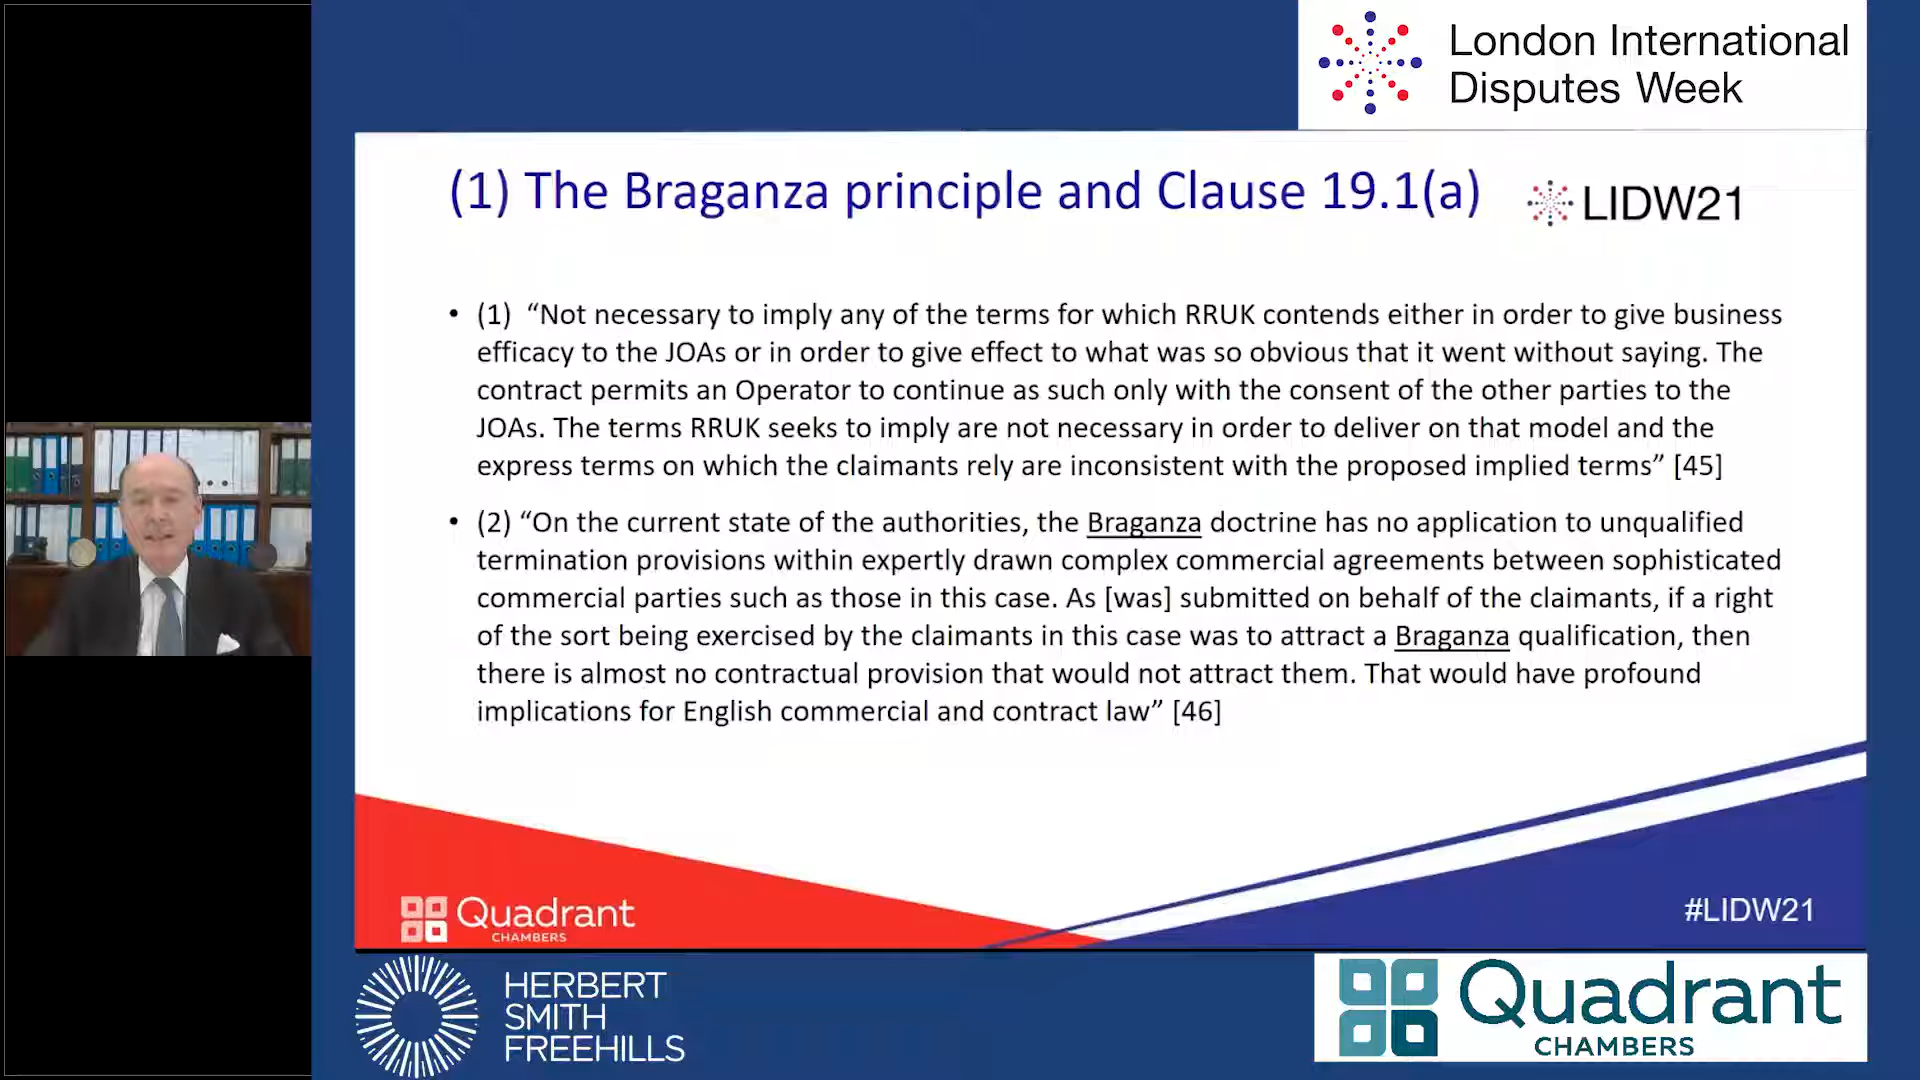 London International
Disputes Week
(1) The Braganza principle and Clause 19.1(a)
LIDW21
• (1) “Not necessary to imply any of the terms for which RRUK contends either in order to give business
efficacy to the JOAs or in order to give effect to what was so obvious that it went without saying. The
contract permits an Operator to continue as such only with the consent of the other parties to the
JOAs. The terms RRUK seeks to imply are not necessary in order to deliver on that model and the
express terms on which the claimants rely are inconsistent with the proposed implied terms” [45]
• (2) “On the current state of the authorities, the Braganza doctrine has no application to unqualified
termination provisions within expertly drawn complex commercial agreements between sophisticated
commercial parties such as those in this case. As [was] submitted on behalf of the claimants, if a right
of the sort being exercised by the claimants in this case was to attract a Braganza qualification, then
there is almost no contractual provision that would not attract them. That would have profound
implications for English commercial and contract law” [46]
Quadrant
CHAMBERS
#LIDW21
HERBERT
SMITH
FREEHILLS
Quadrant
CHAMBERS